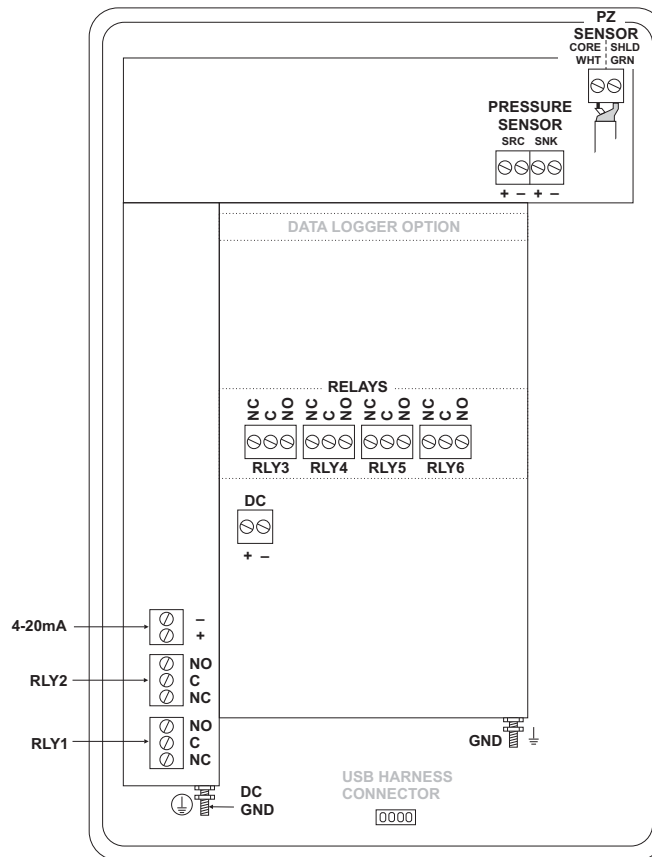 PZ
SENSOR
CORE SHLD
WHT GRN
PRESSURE
SENSOR
SRC SNK
+ – + –
DATA LOGGER OPTION
RELAYS
NC C NO NC C NO NC C NO NC C NO
RLY3 RLY4 RLY5 RLY6
DC
+ –
4-20mA
–
+
RLY2
NO
C
NC
RLY1
NO
C
NC
GND
DC
GND
USB HARNESS
CONNECTOR
0000